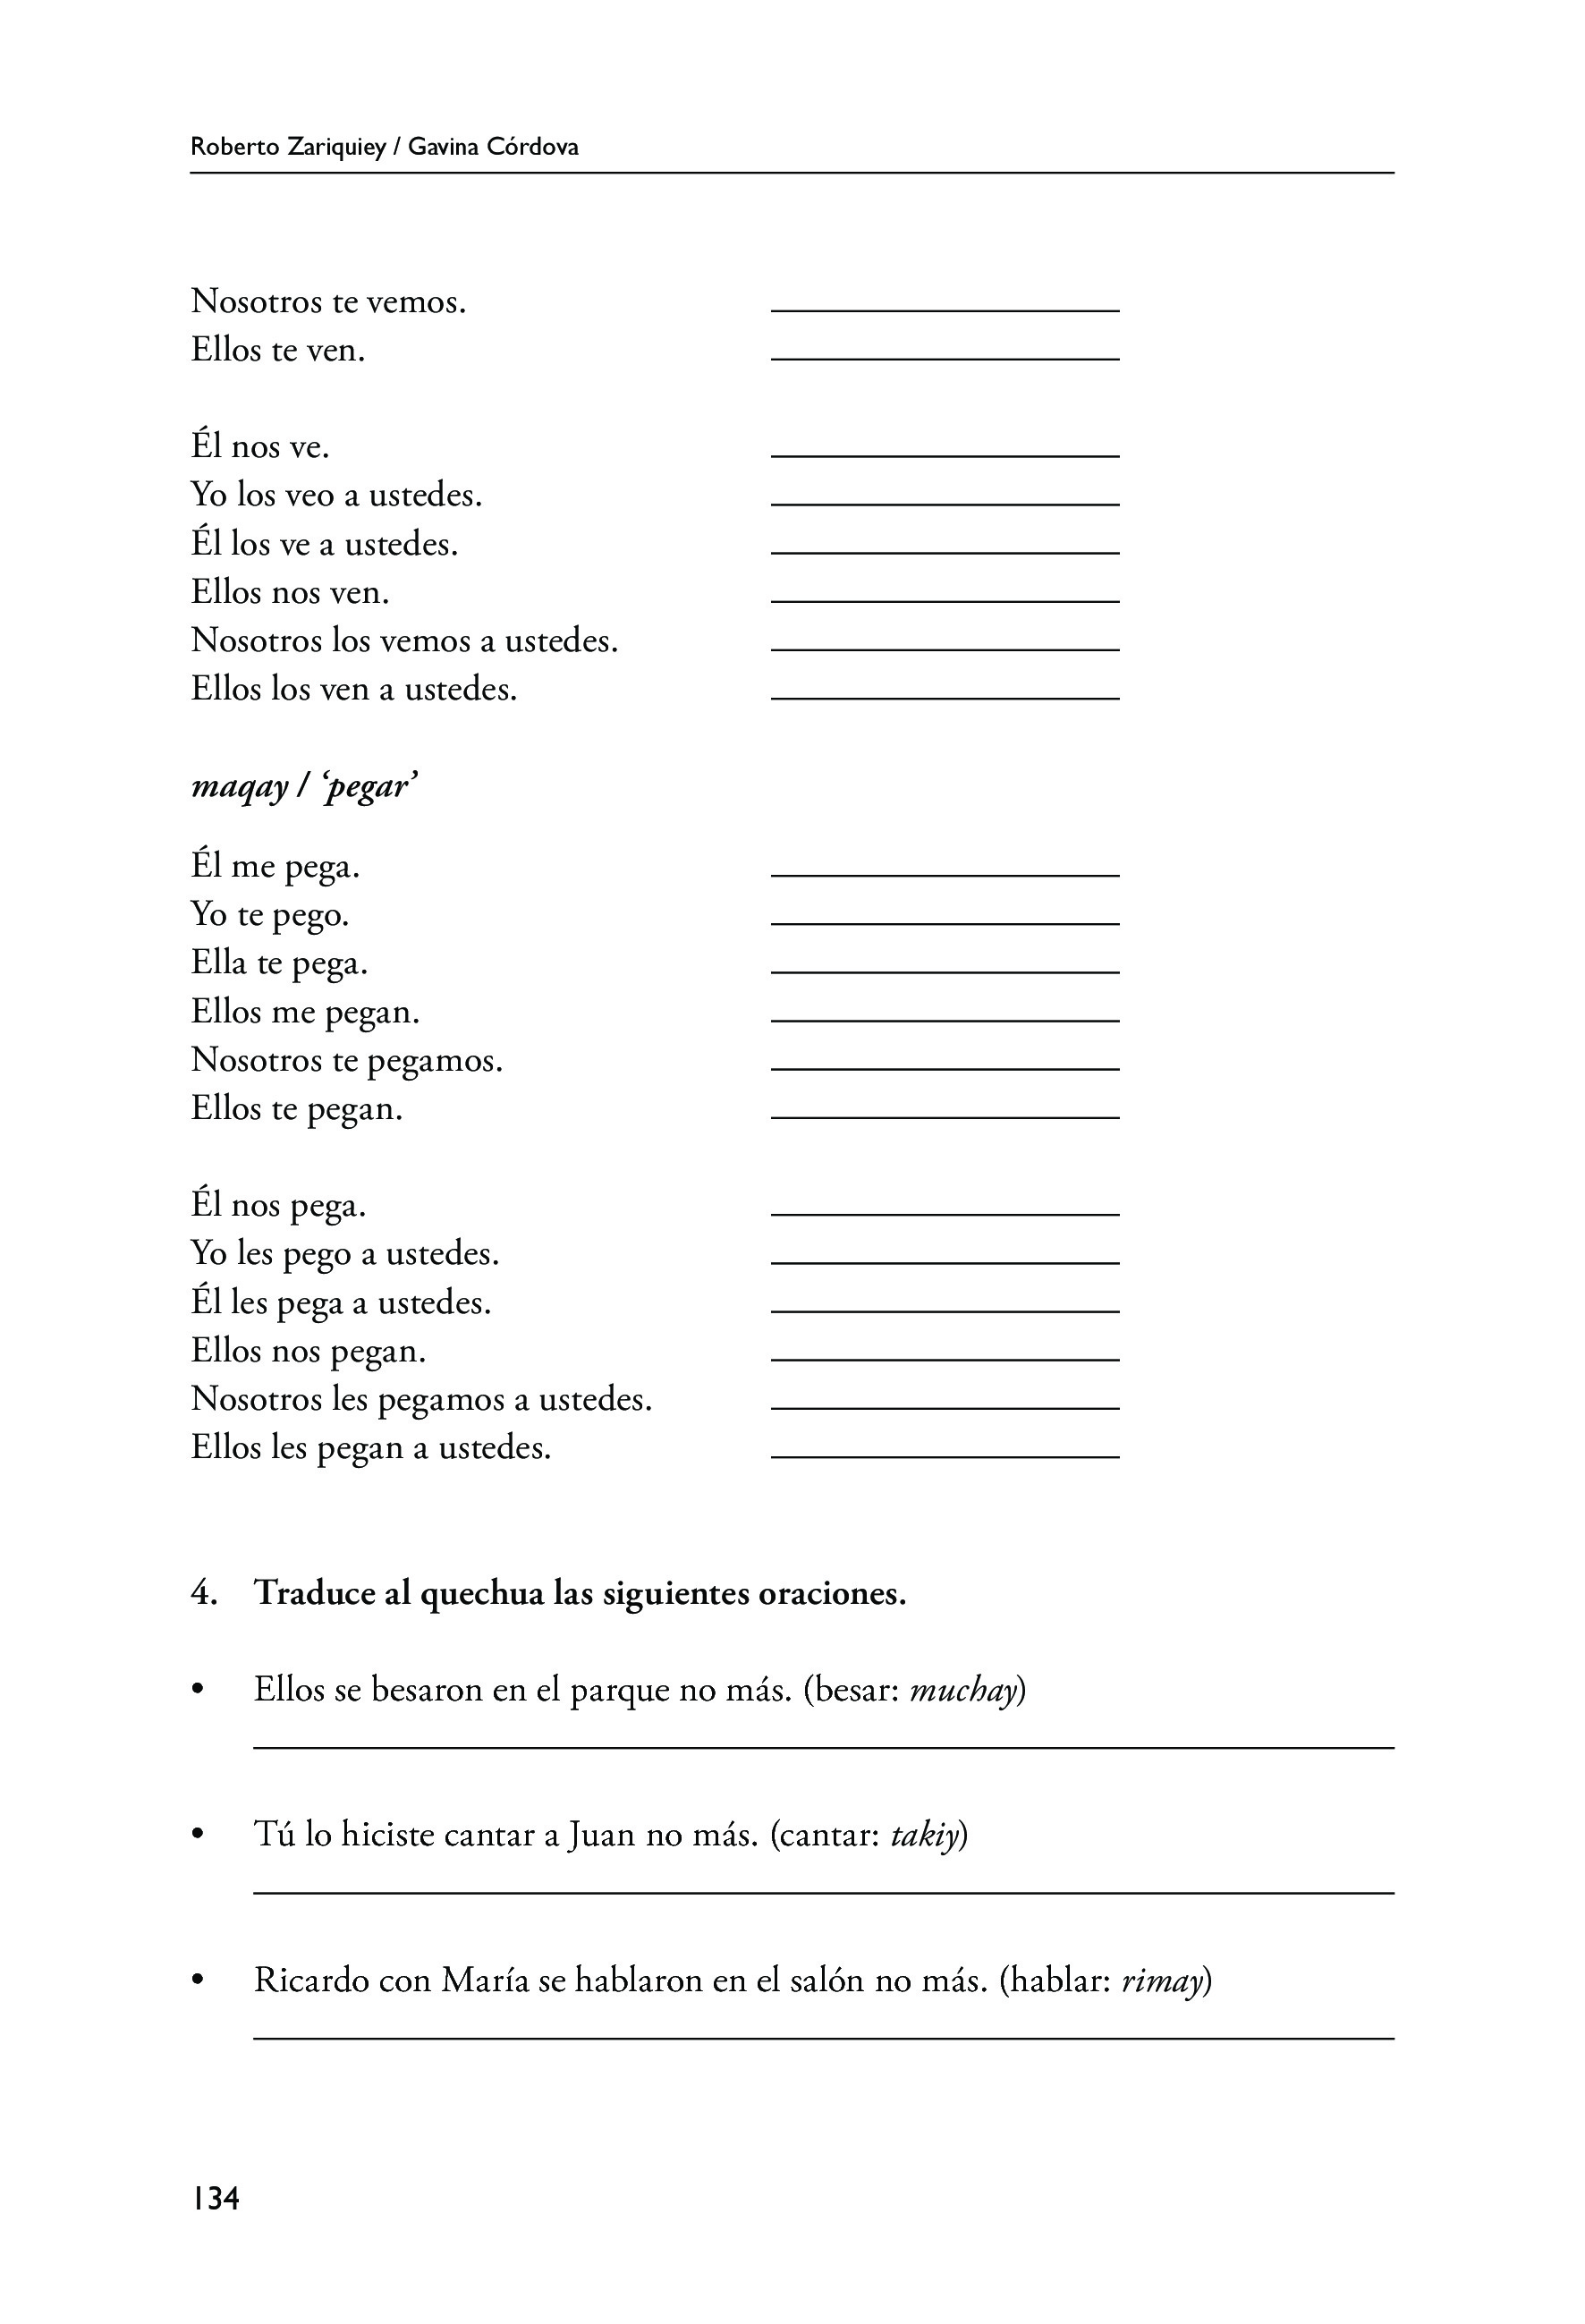 Roberto Zariquiey / Gavina Córdova
Nosotros te vemos.
Ellos te ven.
Él nos ve.
Yo los veo a ustedes.
Él los ve a ustedes.
Ellos nos ven.
Nosotros los vemos a ustedes.
Ellos los ven a ustedes.
maqay / ‘pegar’
Él me pega.
Yo te pego.
Ella te pega.
Ellos me pegan.
Nosotros te pegamos.
Ellos te pegan.
Él nos pega.
Yo les pego a ustedes.
Él les pega a ustedes.
Ellos nos pegan.
Nosotros les pegamos a ustedes.
Ellos les pegan a ustedes.
4. Traduce al quechua las siguientes oraciones.
• Ellos se besaron en el parque no más. (besar: muchay)
• Tú lo hiciste cantar a Juan no más. (cantar: takiy)
• Ricardo con María se hablaron en el salón no más. (hablar: rimay)
134